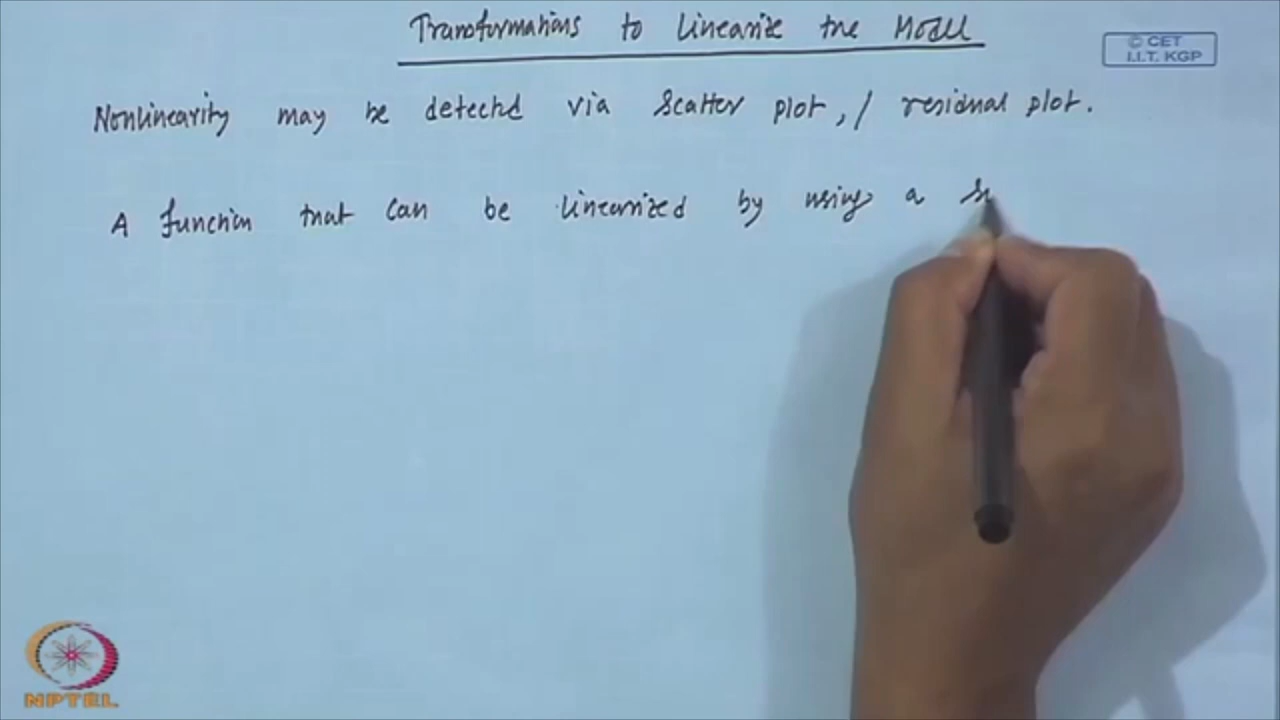 Transformations to linearize the Model
© CET
I.I.T. KGP
Nonlinearity may be detected via Scatter plot, / residual plot.
A function that can be linearized by using a
NPTEL